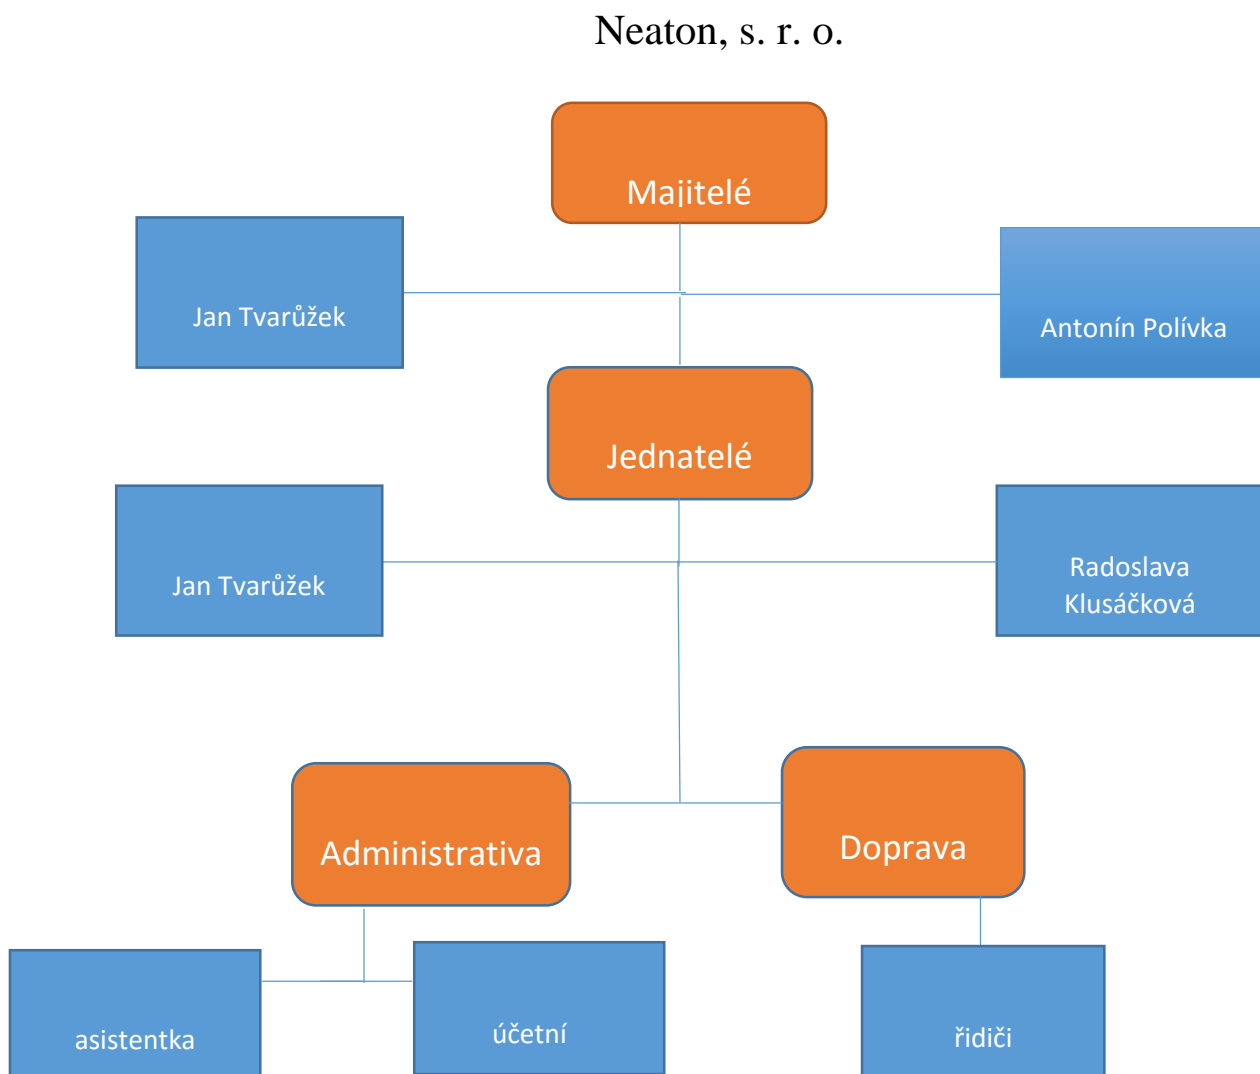 Neaton, s. r. o.
Majitelé
Jan Tvarůžek
Antonín Polívka
Jednatelé
Jan Tvarůžek
Radoslava
Klusáčková
Administrativa
Doprava
asistentka
účetní
řidiči